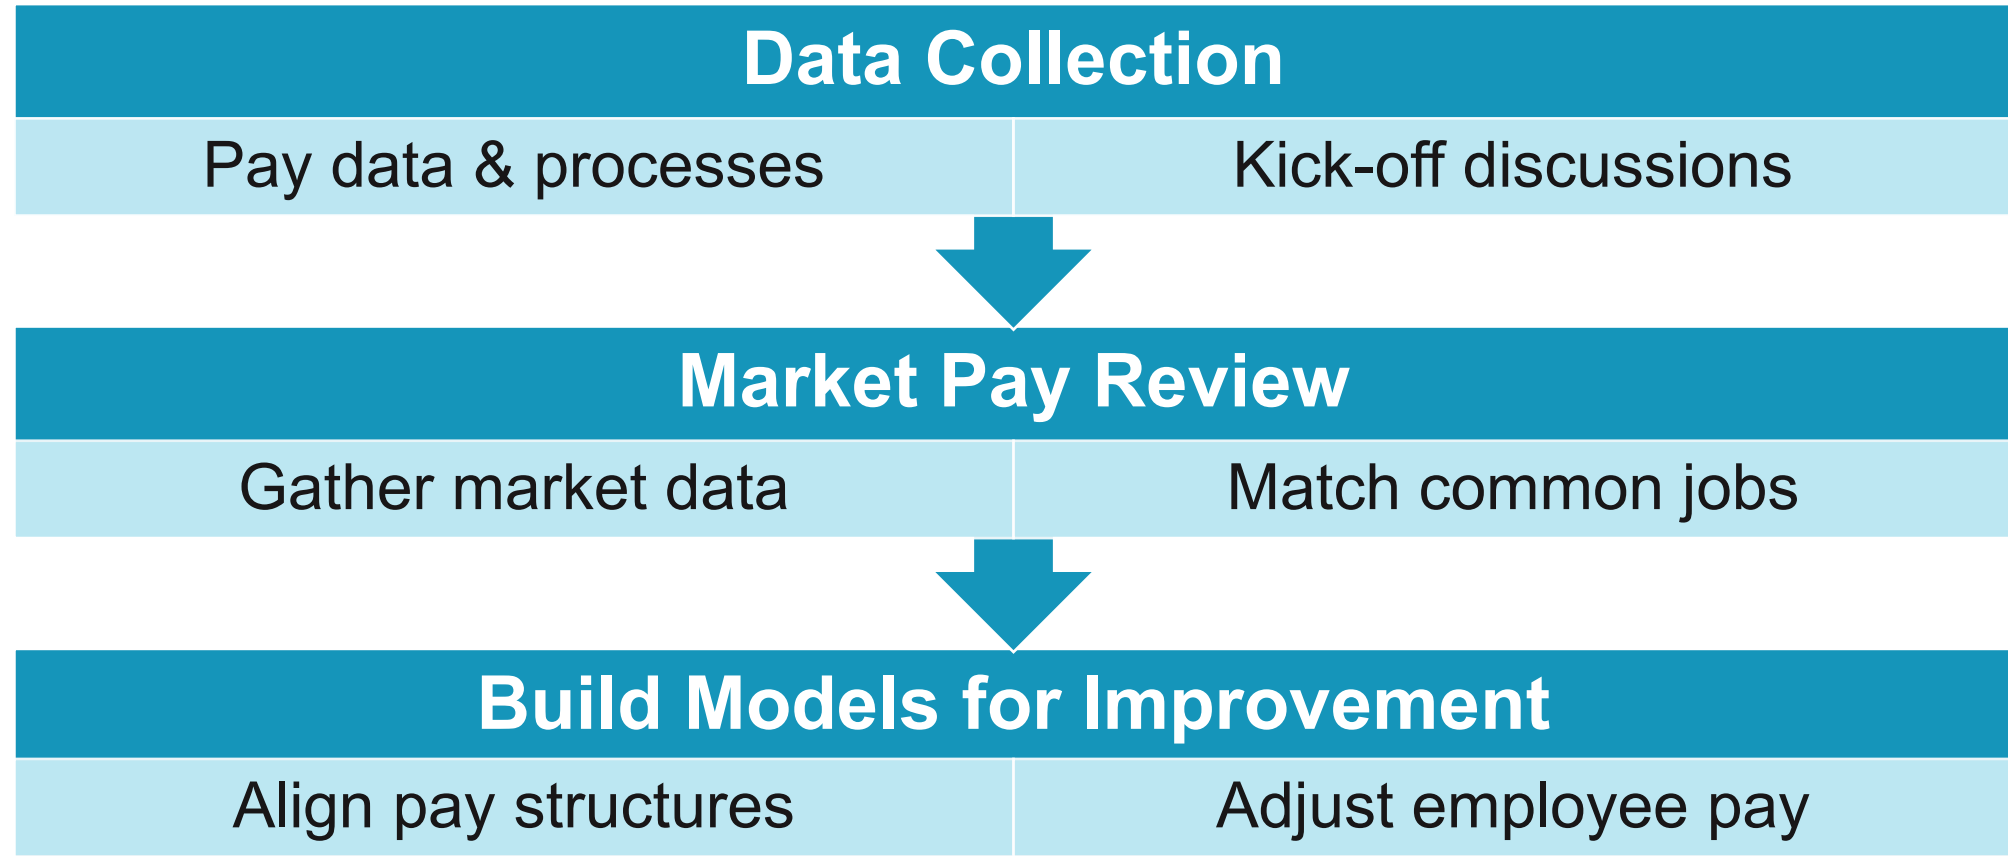 Data Collection
Pay data & processes
Kick-off discussions
Market Pay Review
Gather market data
Match common jobs
Build Models for Improvement
Align pay structures
Adjust employee pay